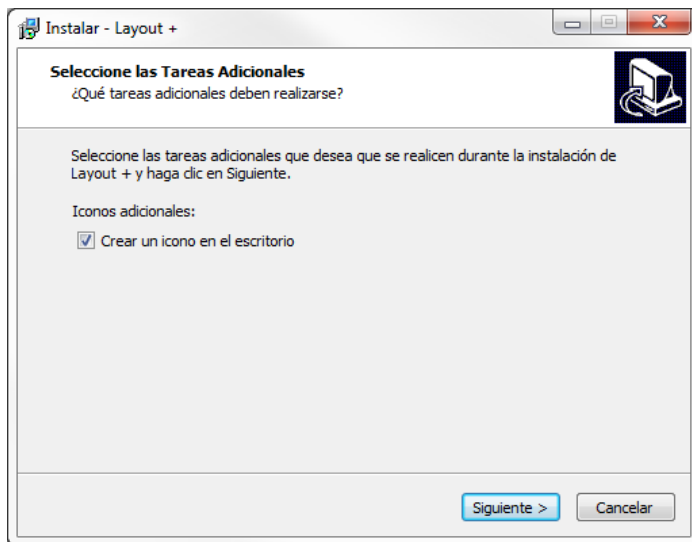 Instalar - Layout +
Seleccione las Tareas Adicionales
¿Qué tareas adicionales deben realizarse?
Seleccione las tareas adicionales que desea que se realicen durante la instalación de
Layout + y haga clic en Siguiente.
Iconos adicionales:
Crear un icono en el escritorio
Siguiente >
Cancelar